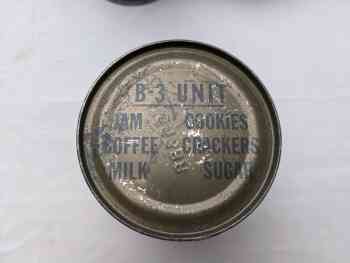 B-3 UNIT
JAM COOKIES
COFFEE CRACKERS
MILK SUGAR